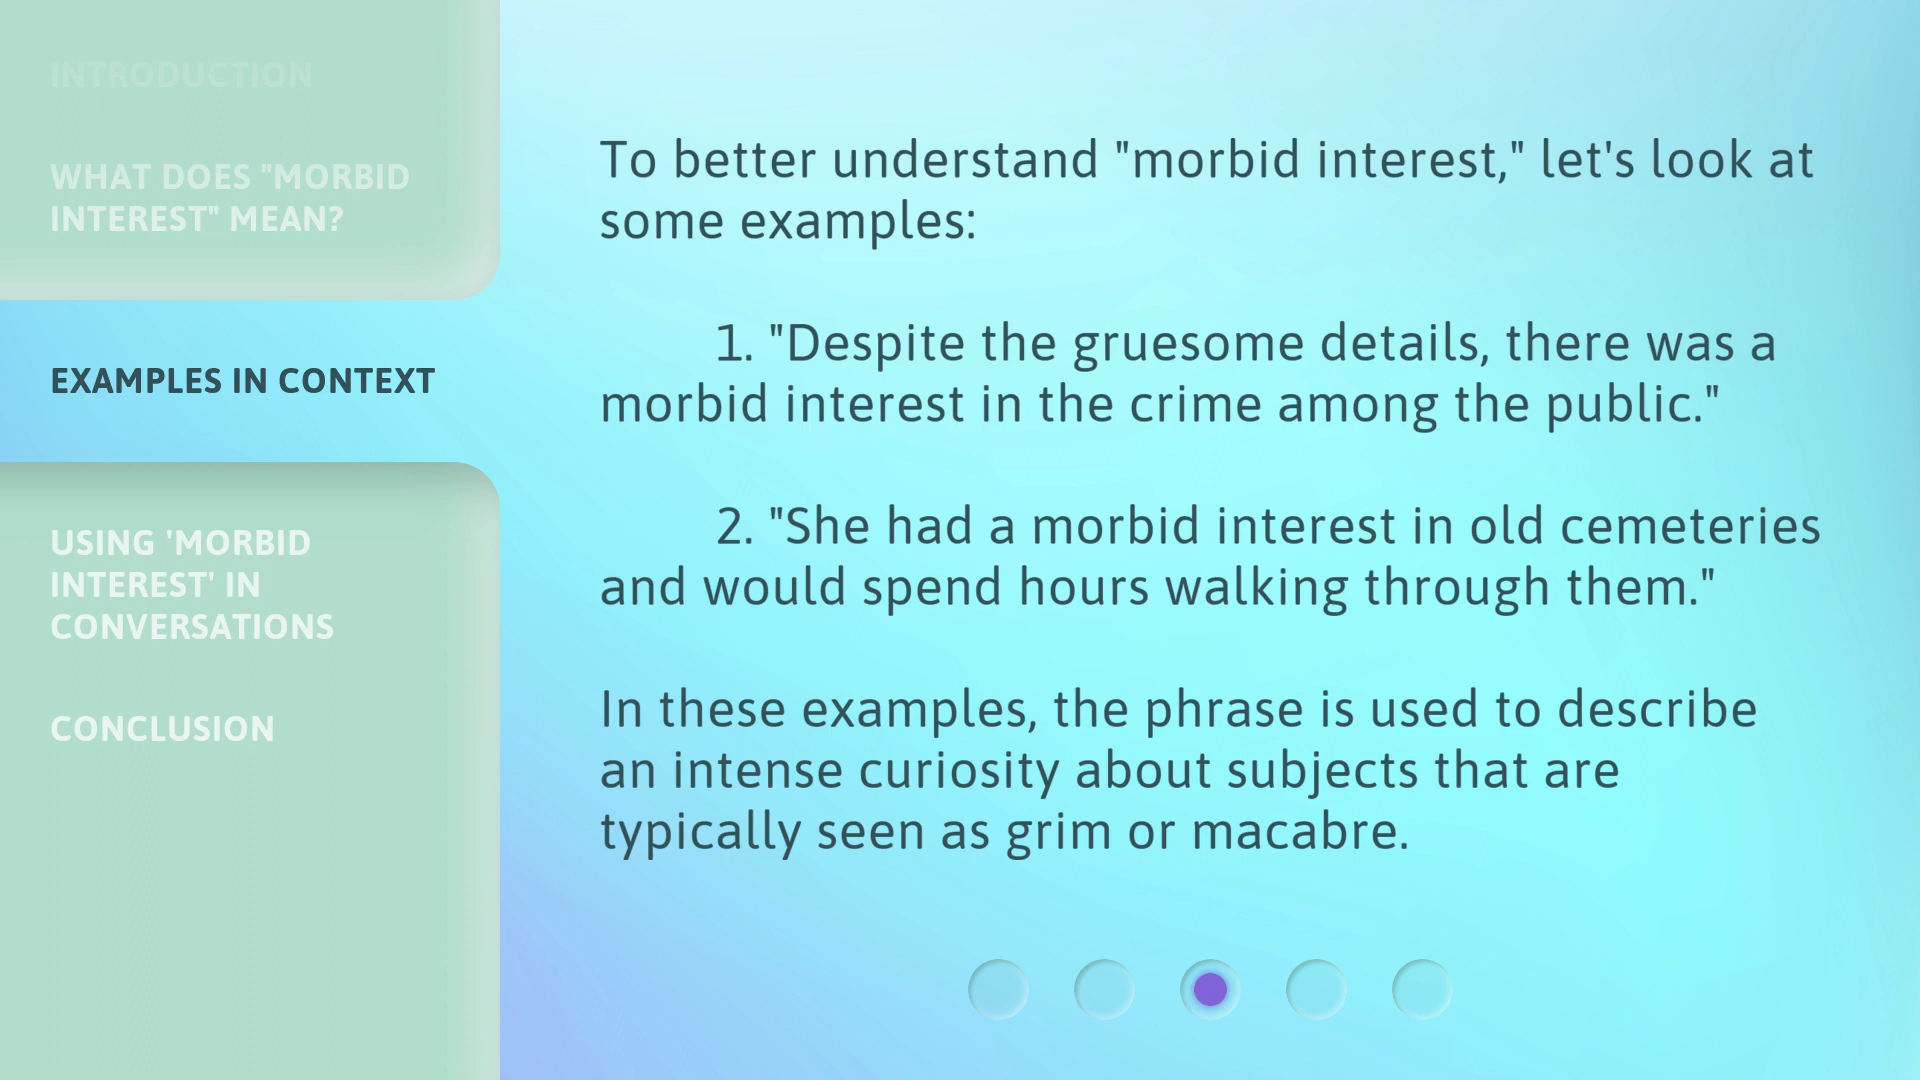 INTRODUCTION
WHAT DOES "MORBID
INTEREST" MEAN?
EXAMPLES IN CONTEXT
USING 'MORBID
INTEREST' IN
CONVERSATIONS
CONCLUSION
To better understand "morbid interest," let's look at
some examples:
1. "Despite the gruesome details, there was a
morbid interest in the crime among the public."
2. "She had a morbid interest in old cemeteries
and would spend hours walking through them."
In these examples, the phrase is used to describe
an intense curiosity about subjects that are
typically seen as grim or macabre.